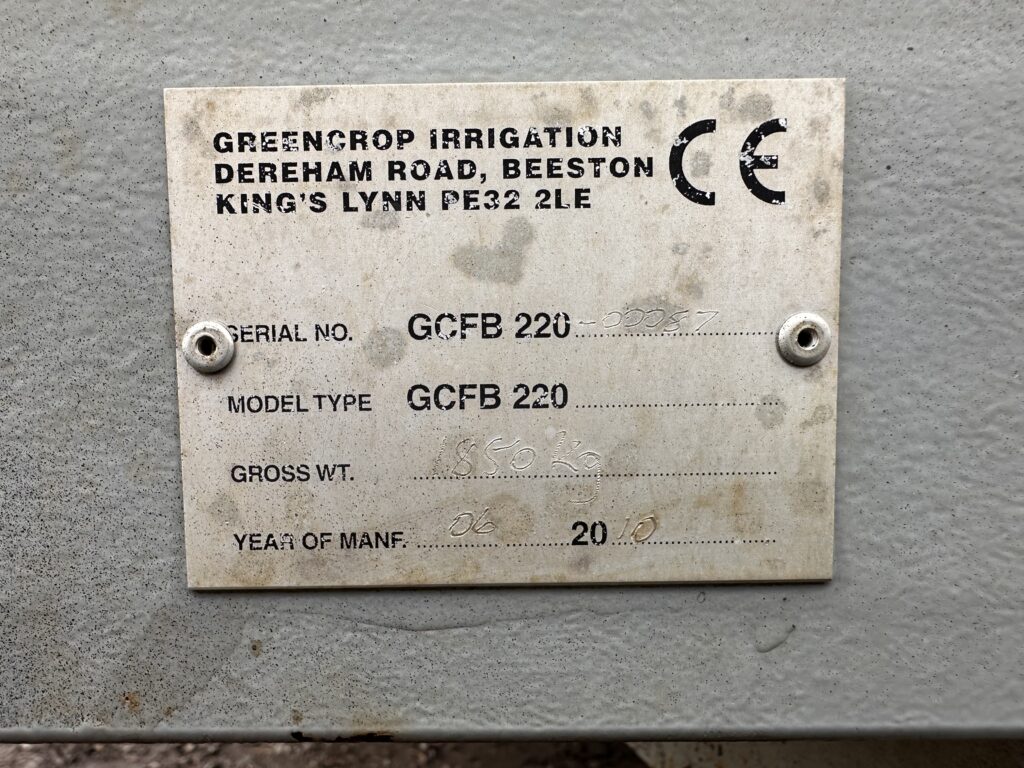 GREENCROP IRRIGATION
DEREHAM ROAD, BEESTON
KING'S LYNN PE32 2LE
CE
SERIAL NO. GCFB 220-00087
MODEL TYPE GCFB 220
GROSS WT. 1850 kg
YEAR OF MANF. 06 2010